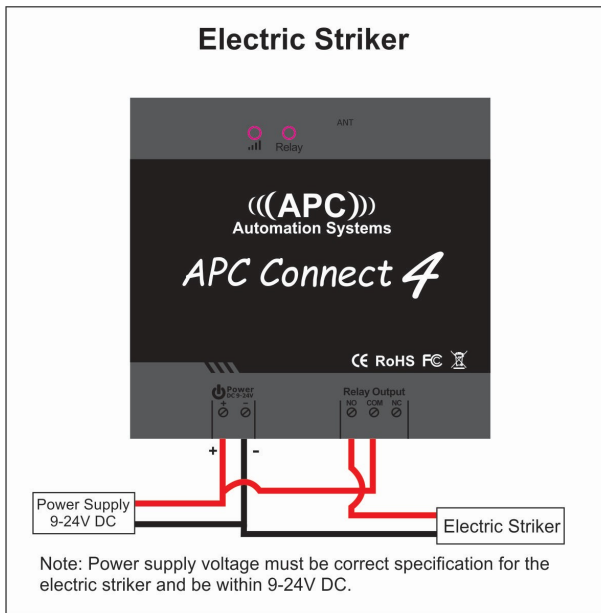 Electric Striker
ANT
Relay
(((APC)))
Automation Systems
APC Connect 4
CE RoHS FC
Power
DC 9-24V
+ -
Relay Output
NO COM NC
+ -
Power Supply
9-24V DC
Electric Striker
Note: Power supply voltage must be correct specification for the
electric striker and be within 9-24V DC.